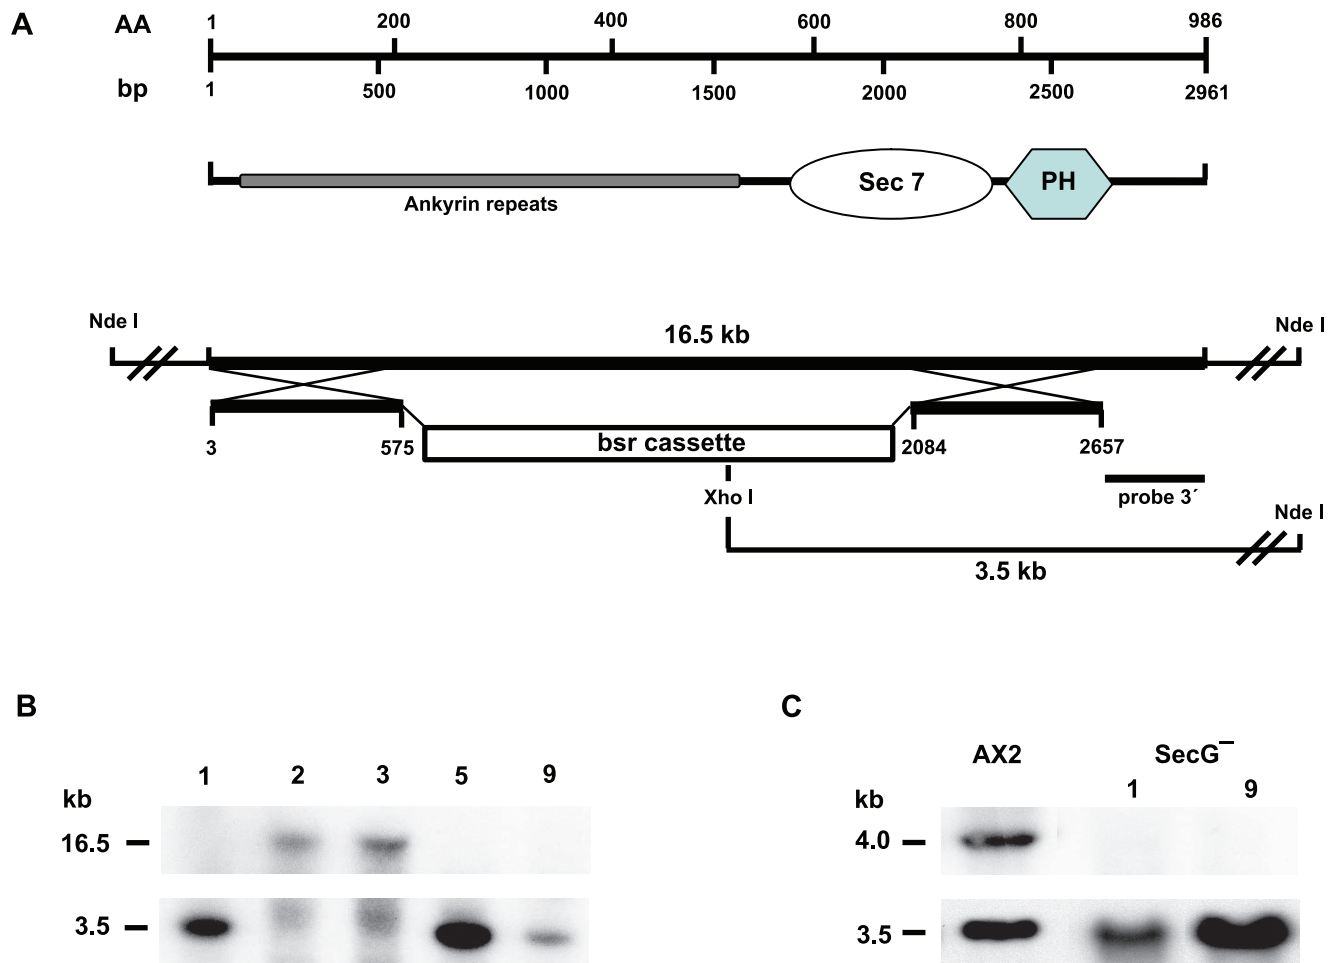 A
AA 1 200 400 600 800 986
bp 1 500 1000 1500 2000 2500 2961
Sec 7 PH
Ankyrin repeats
Nde I 16.5 kb Nde I
3 575 bsr cassette 2084 2657
Xho I probe 3´
Nde I
3.5 kb
B
1 2 3 5 9
kb
16.5
3.5
C
AX2 SecG‾
1 9
kb
4.0
3.5